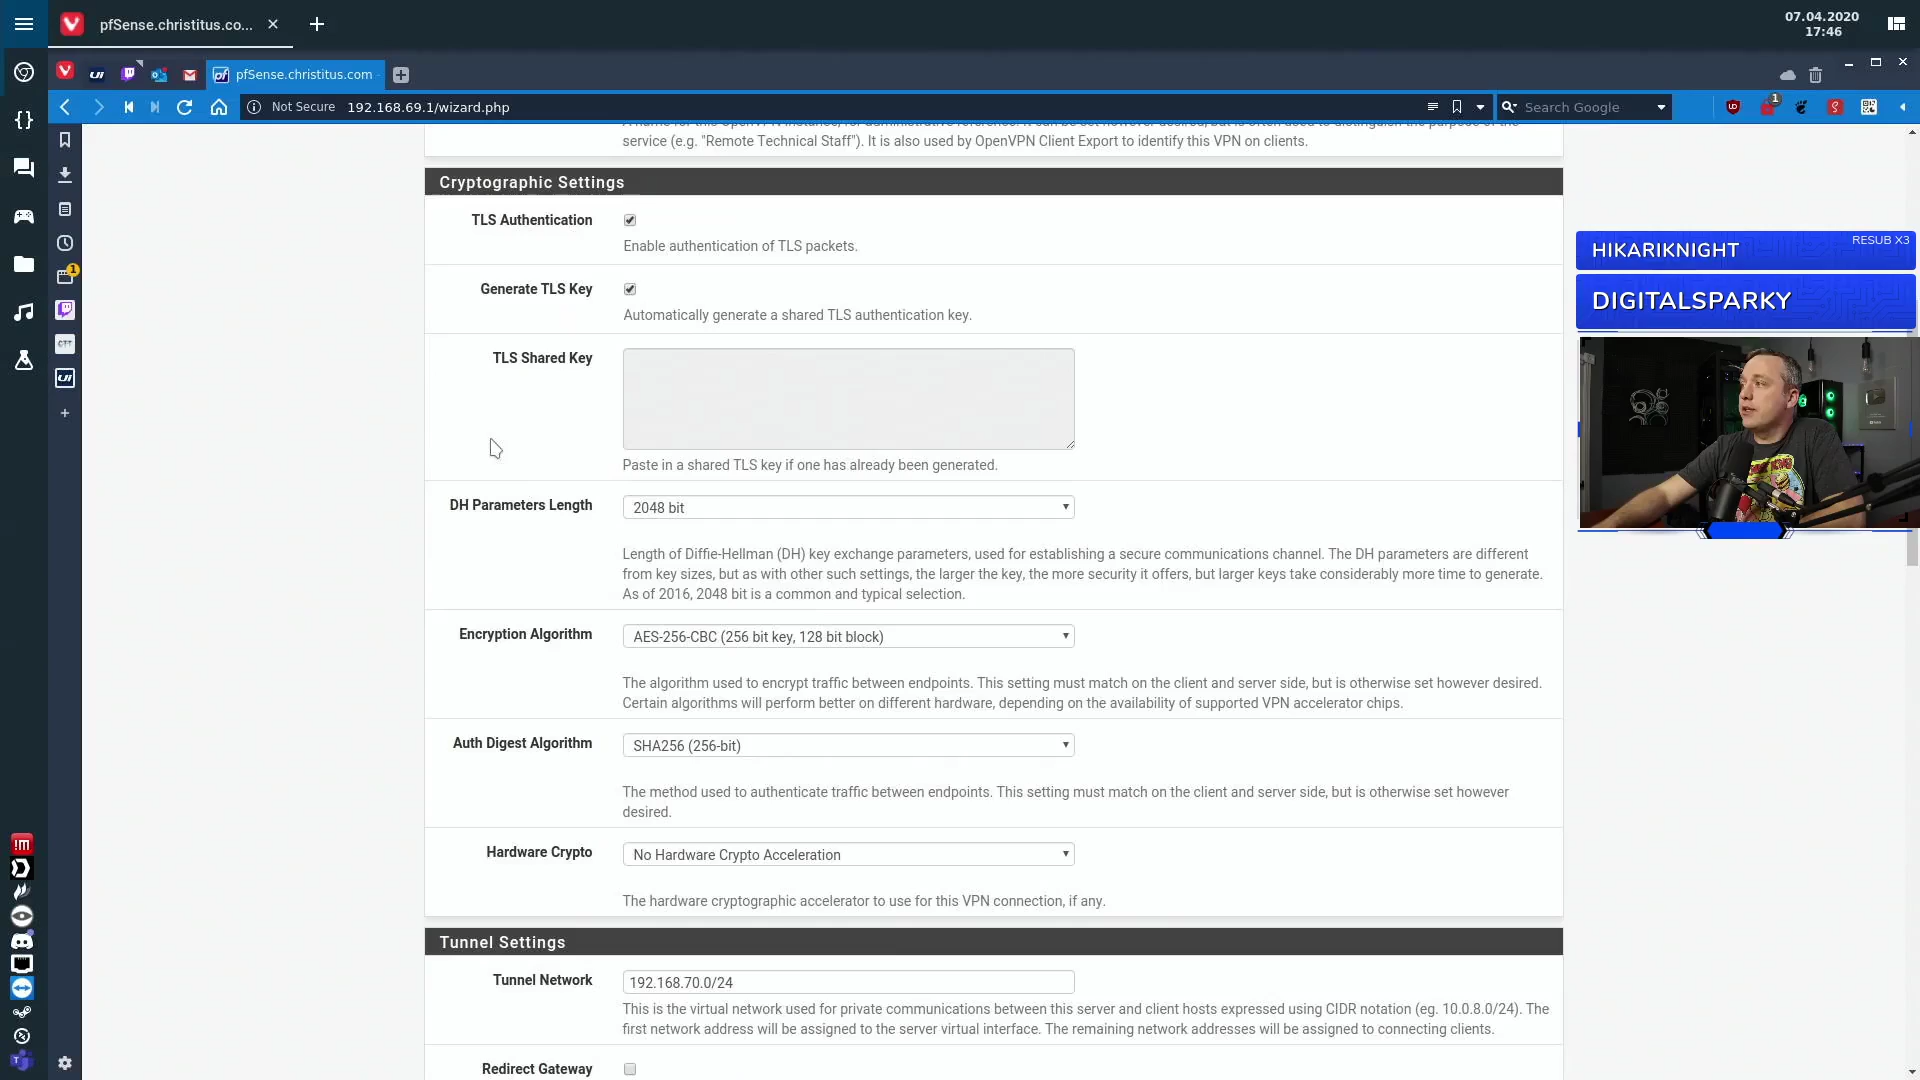 pfSense.christitus.co...
07.04.2020
17:46
pfSense.christitus.com
Not Secure
192.168.69.1/wizard.php
Search Google
1
service (e.g. "Remote Technical Staff"). It is also used by OpenVPN Client Export to identify this VPN on clients.
Cryptographic Settings
TLS Authentication
Enable authentication of TLS packets.
Generate TLS Key
Automatically generate a shared TLS authentication key.
TLS Shared Key
Paste in a shared TLS key if one has already been generated.
DH Parameters Length
2048 bit
Length of Diffie-Hellman (DH) key exchange parameters, used for establishing a secure communications channel. The DH parameters are different
from key sizes, but as with other such settings, the larger the key, the more security it offers, but larger keys take considerably more time to generate.
As of 2016, 2048 bit is a common and typical selection.
Encryption Algorithm
AES-256-CBC (256 bit key, 128 bit block)
The algorithm used to encrypt traffic between endpoints. This setting must match on the client and server side, but is otherwise set however desired.
Certain algorithms will perform better on different hardware, depending on the availability of supported VPN accelerator chips.
Auth Digest Algorithm
SHA256 (256-bit)
The method used to authenticate traffic between endpoints. This setting must match on the client and server side, but is otherwise set however
desired.
Hardware Crypto
No Hardware Crypto Acceleration
The hardware cryptographic accelerator to use for this VPN connection, if any.
Tunnel Settings
Tunnel Network
192.168.70.0/24
This is the virtual network used for private communications between this server and client hosts expressed using CIDR notation (eg. 10.0.8.0/24). The
first network address will be assigned to the server virtual interface. The remaining network addresses will be assigned to connecting clients.
Redirect Gateway
HIKARIKNIGHT
RESUB X3
DIGITALSPARKY
1
CTT